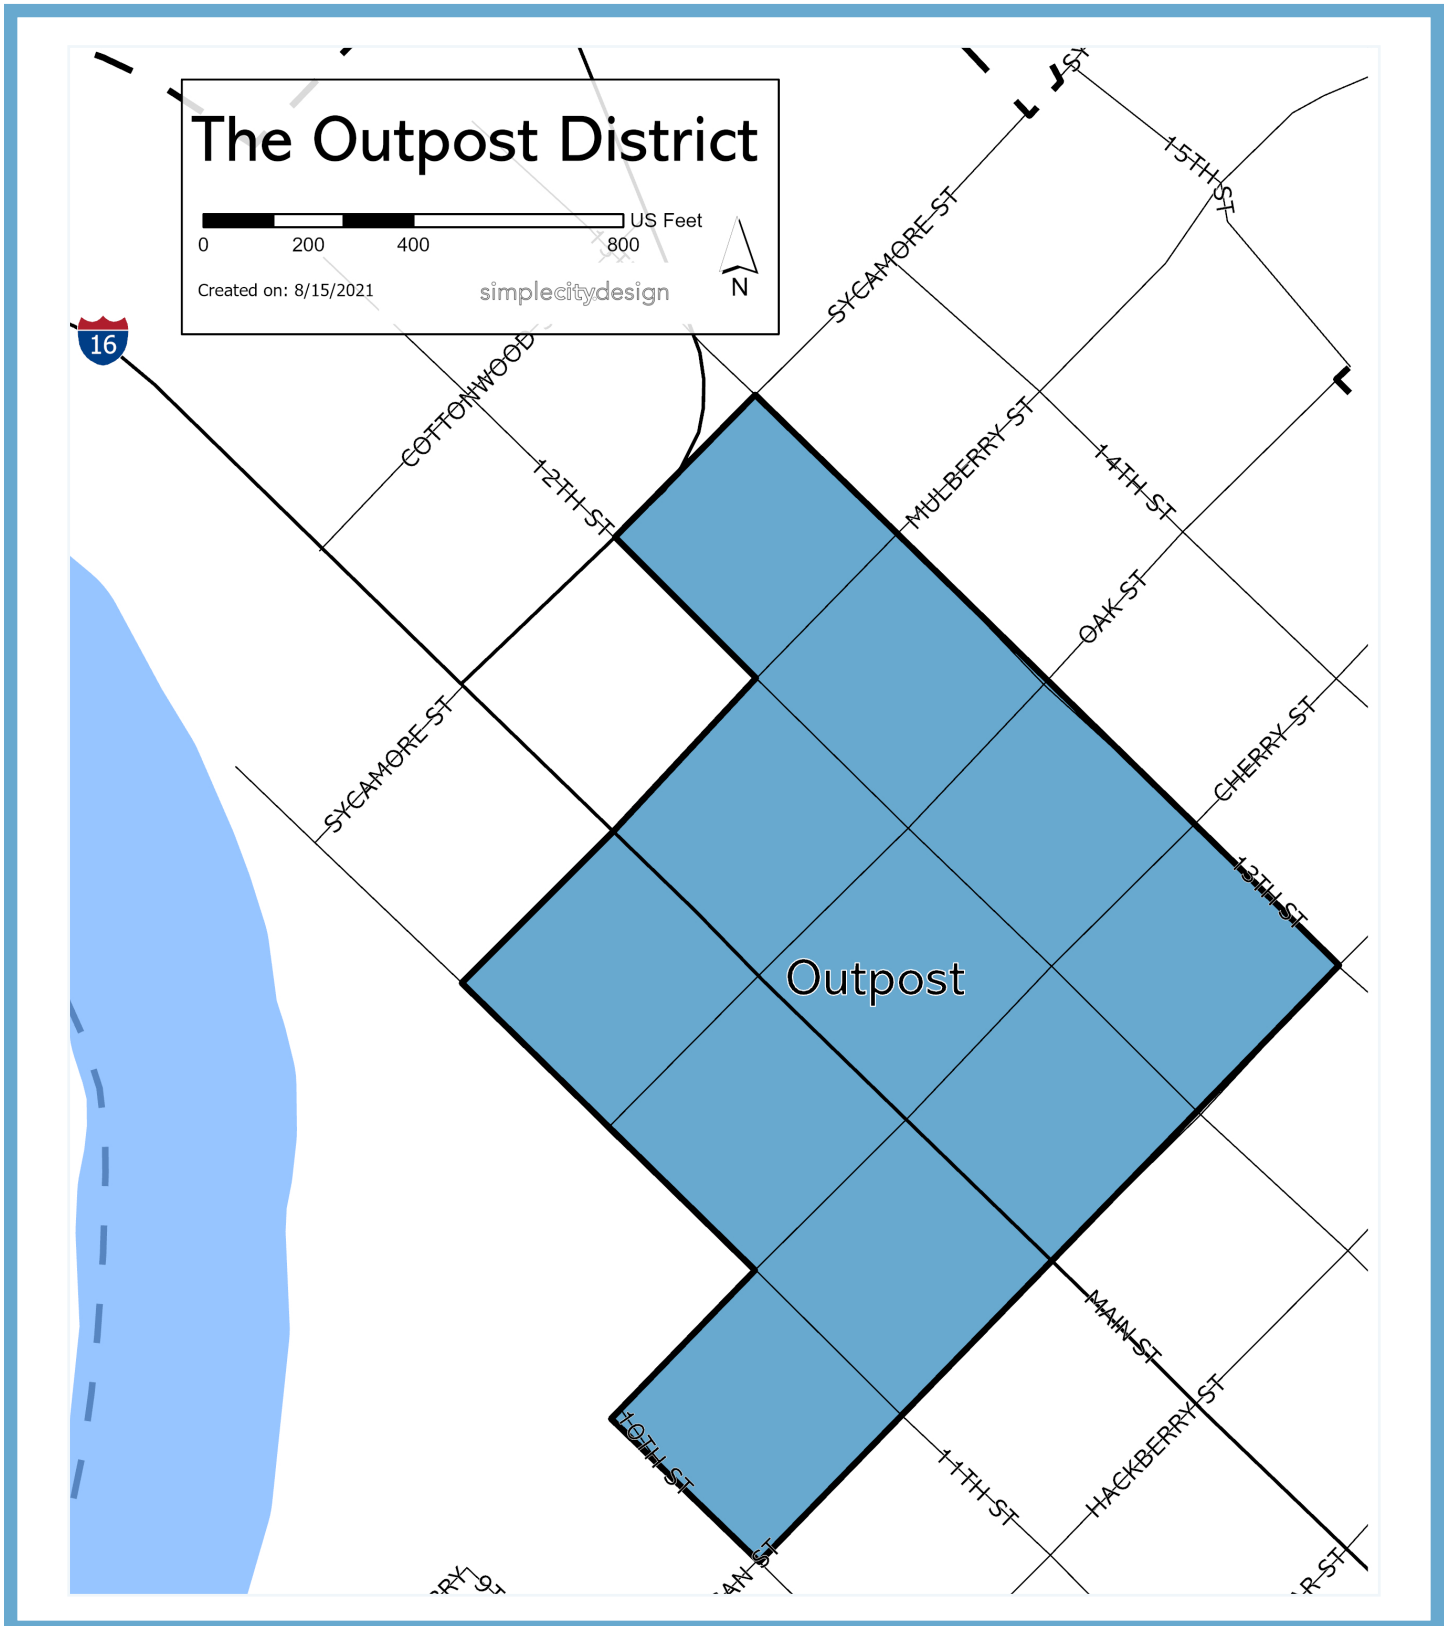 The Outpost District
US Feet
0 200 400 800
Created on: 8/15/2021
simplecitydesign
N
16
15TH ST
SYCAMORE ST
COTTONWOOD
12TH ST
MULBERRY ST
14TH ST
OAK ST
SYCAMORE ST
CHERRY ST
13TH ST
Outpost
MAIN ST
HACKBERRY ST
10TH ST
11TH ST
ST
ST